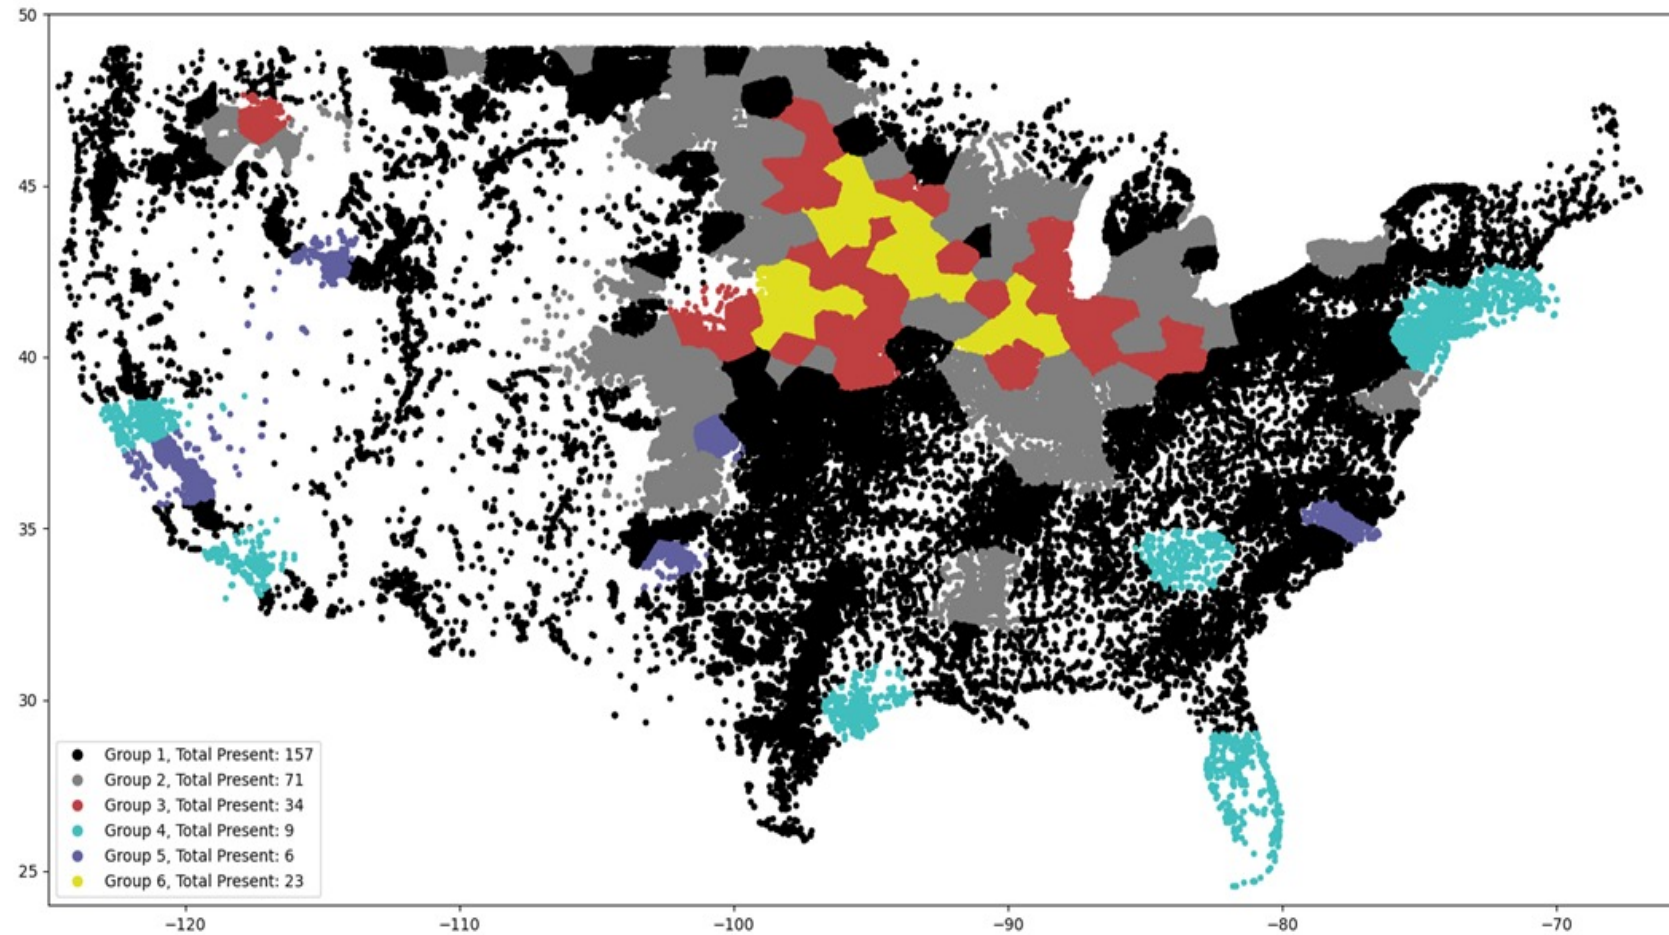 50
45
40
35
30
25
Group 1, Total Present: 157
Group 2, Total Present: 71
Group 3, Total Present: 34
Group 4, Total Present: 9
Group 5, Total Present: 6
Group 6, Total Present: 23
−120 −110 −100 −90 −80 −70